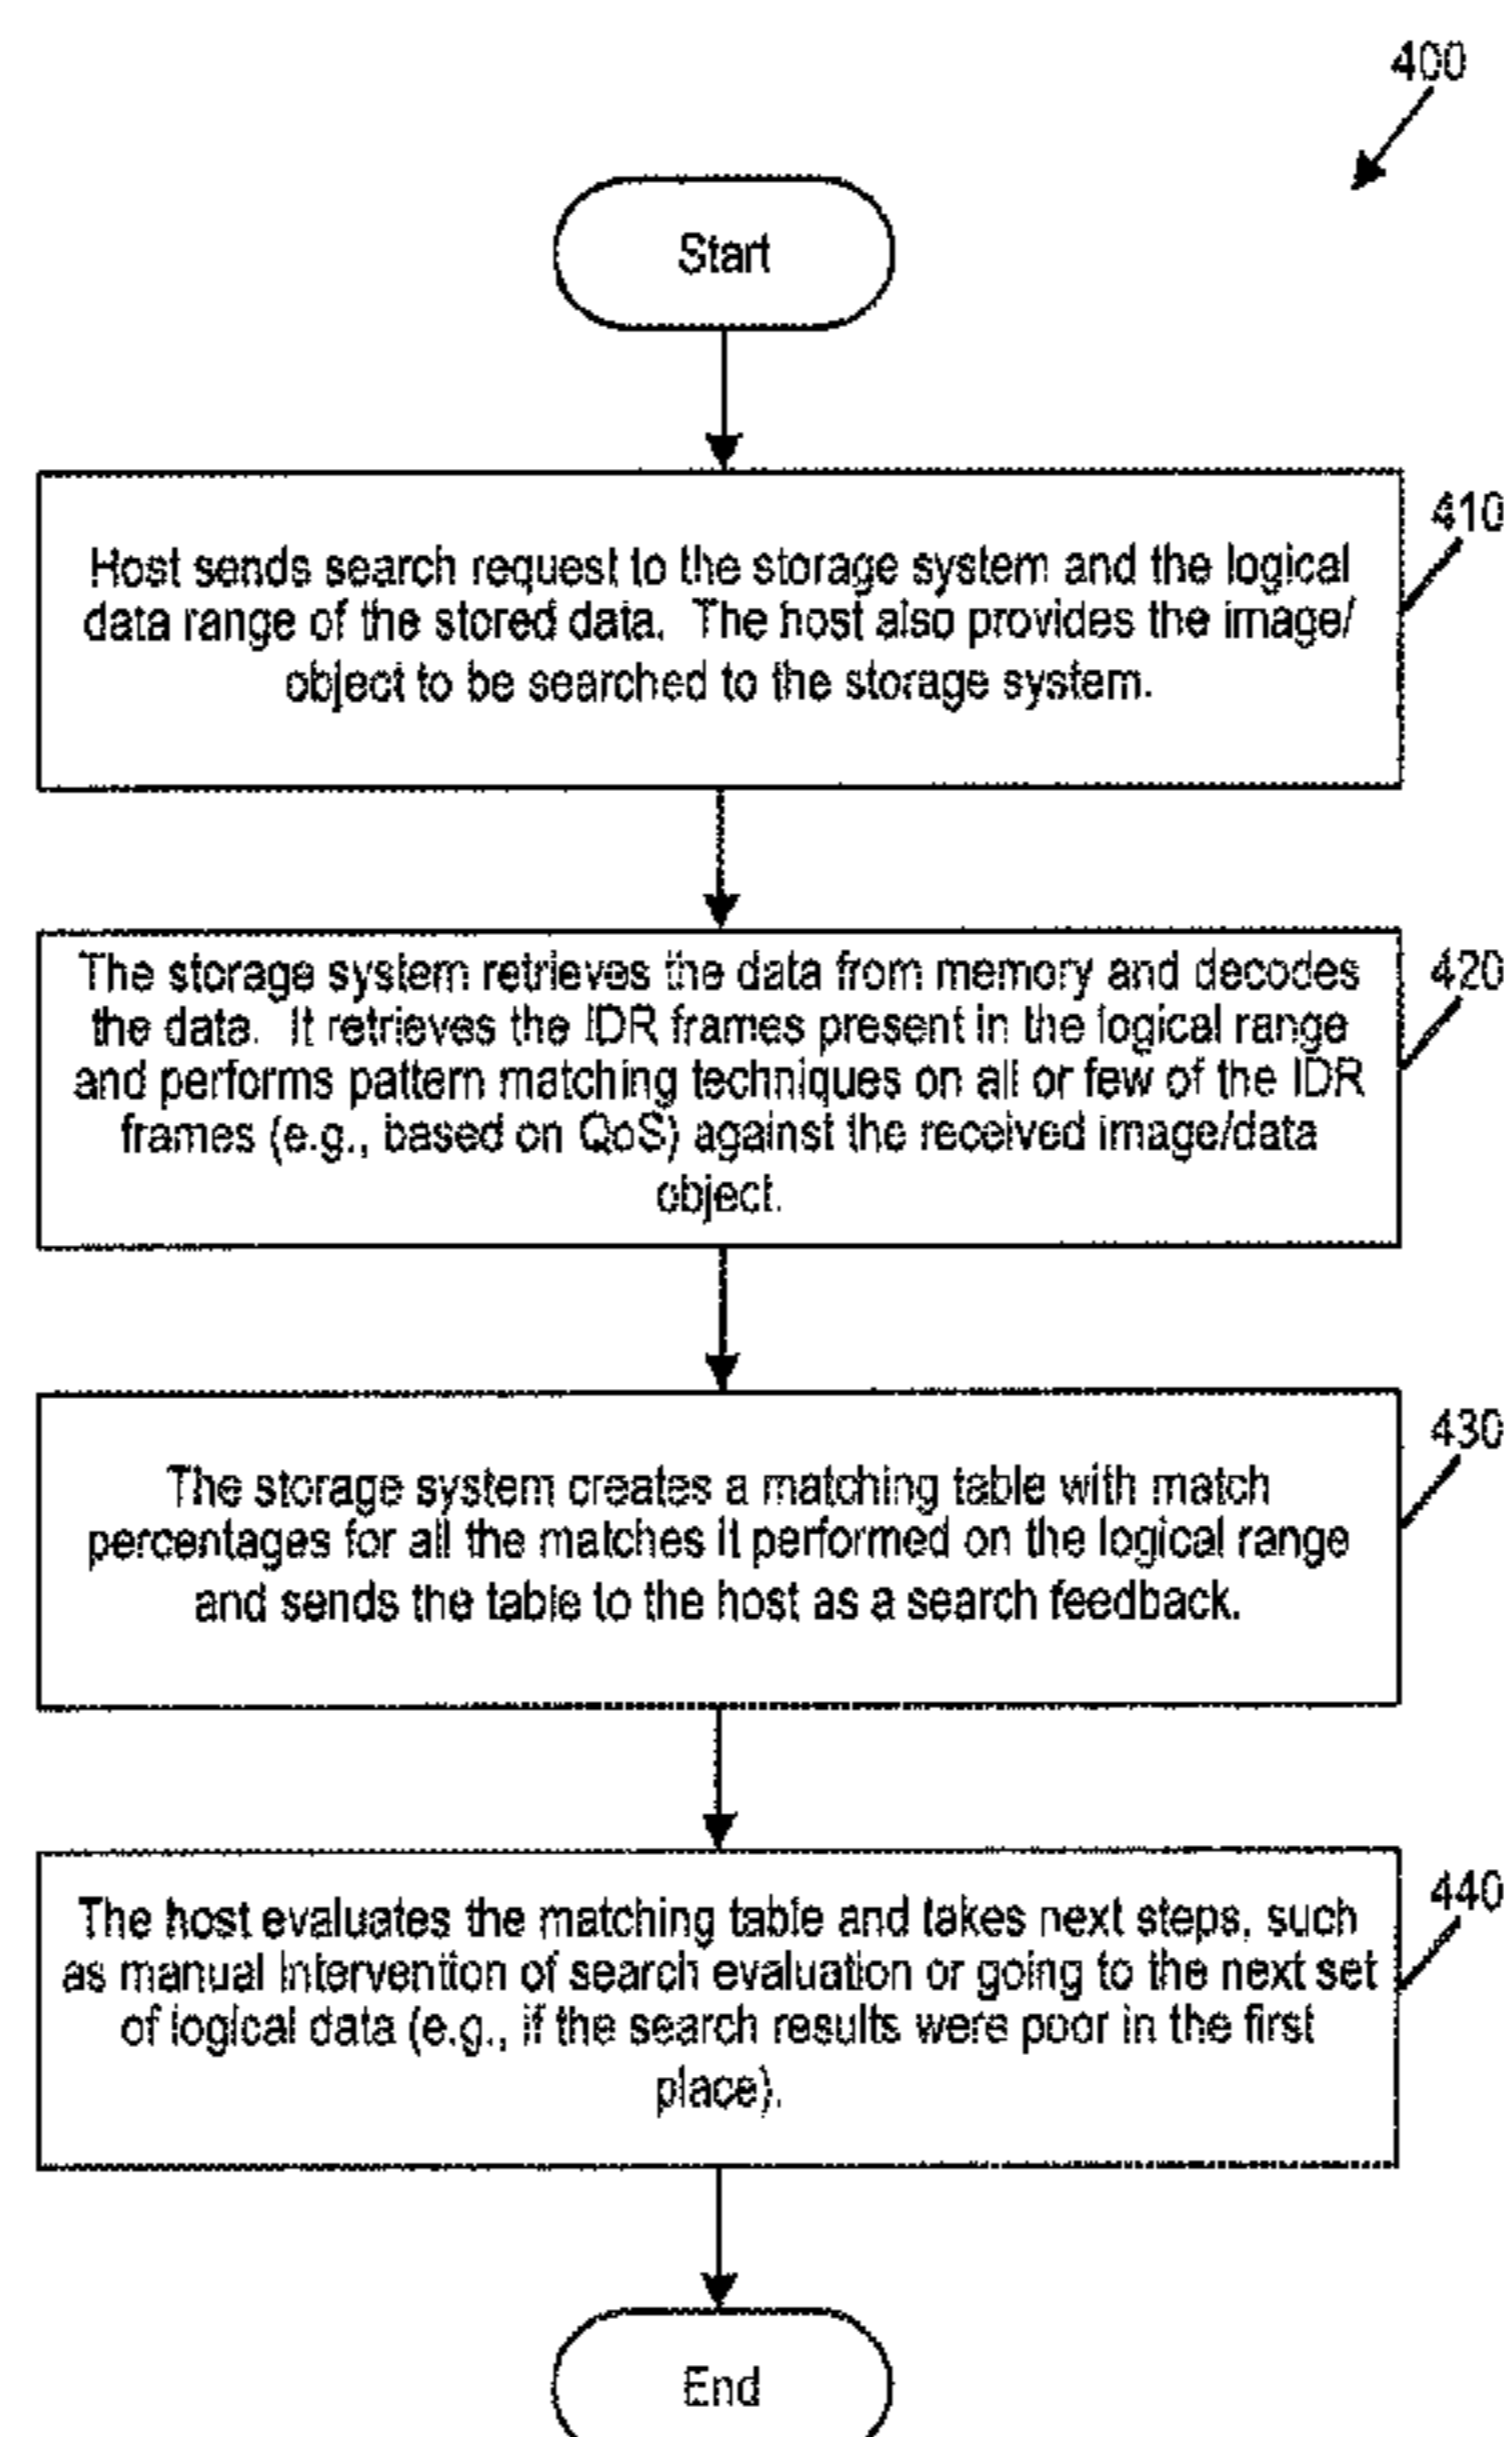 400
Start
410
Host sends search request to the storage system and the logical
data range of the stored data. The host also provides the image/
object to be searched to the storage system.
420
The storage system retrieves the data from memory and decodes
the data. It retrieves the IDR frames present in the logical range
and performs pattern matching techniques on all or few of the IDR
frames (e.g., based on QoS) against the received image/data
object.
430
The storage system creates a matching table with match
percentages for all the matches it performed on the logical range
and sends the table to the host as a search feedback.
440
The host evaluates the matching table and takes next steps, such
as manual intervention of search evaluation or going to the next set
of logical data (e.g., if the search results were poor in the first
place).
End